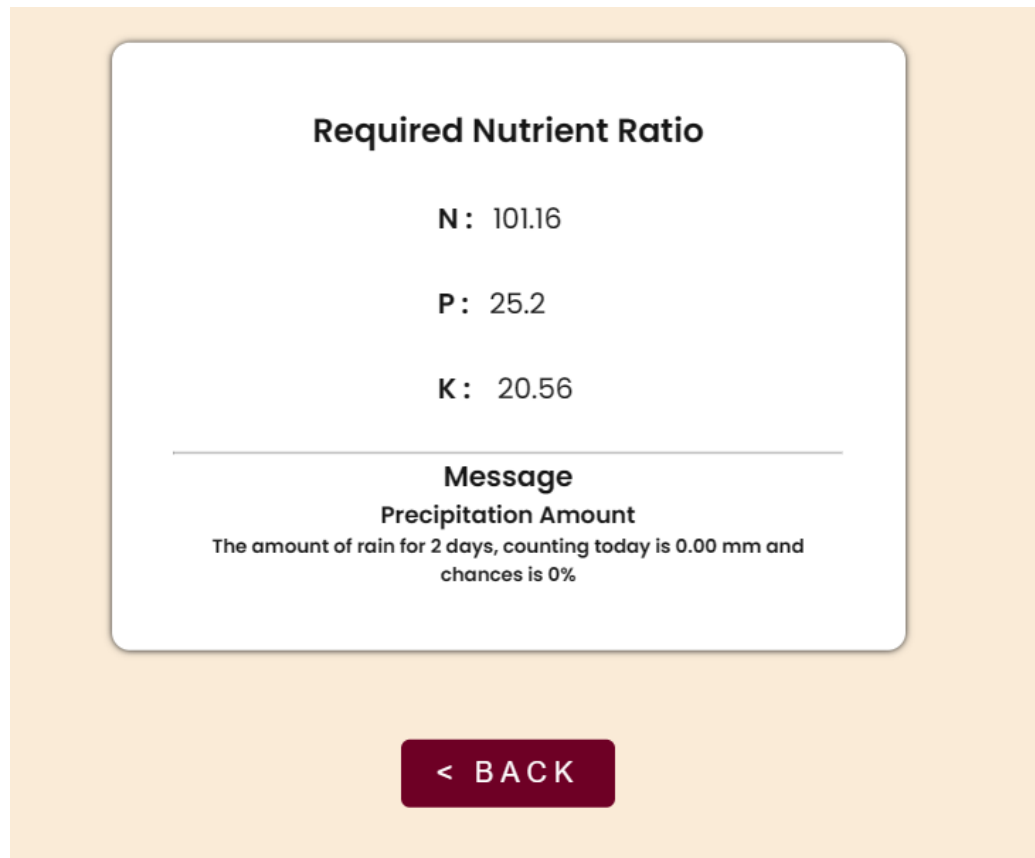 Required Nutrient Ratio
N : 101.16
P : 25.2
K : 20.56
Message
Precipitation Amount
The amount of rain for 2 days, counting today is 0.00 mm and
chances is 0%
< BACK